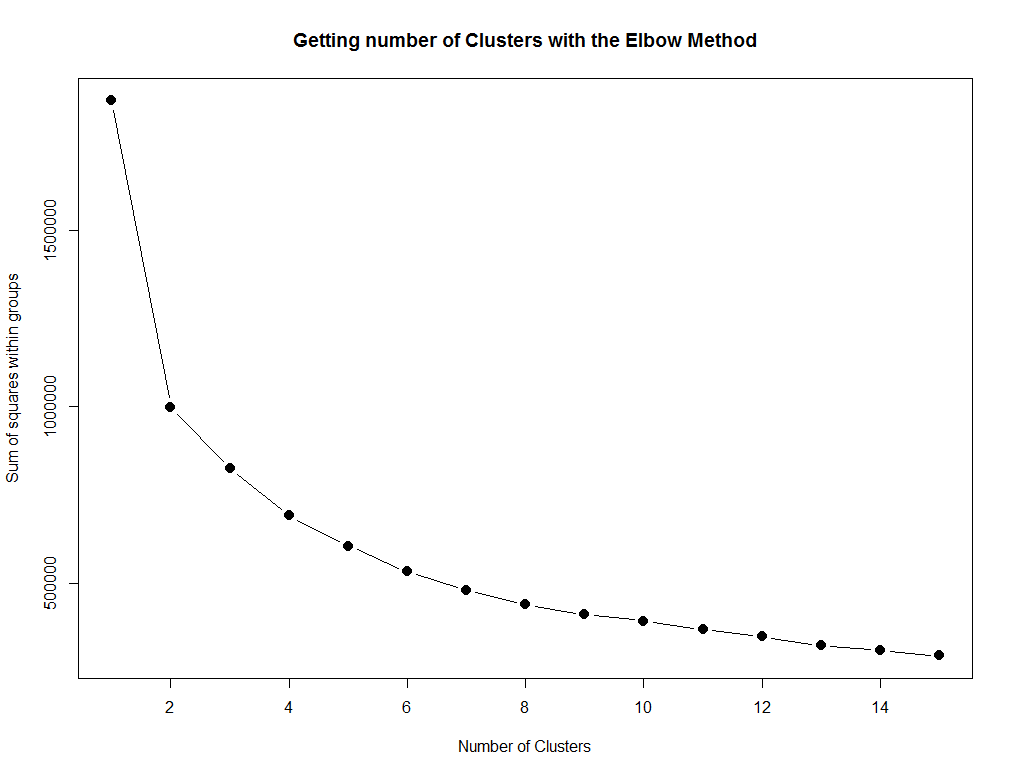 Getting number of Clusters with the Elbow Method
Sum of squares within groups
1500000
1000000
500000
2 4 6 8 10 12 14
Number of Clusters